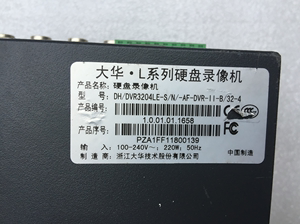 大华·L系列硬盘录像机
产品名称: 硬盘录像机
产品型号: DH/DVR3204LE-S/N/-AF-DVR-II-B/32-4
产品编号: 1.0.01.01.1658
产品序号: PZA1FF11800139
输 入: 100-240V~, 220W, 50Hz
制 造 商: 浙江大华技术股份有限公司
中国制造